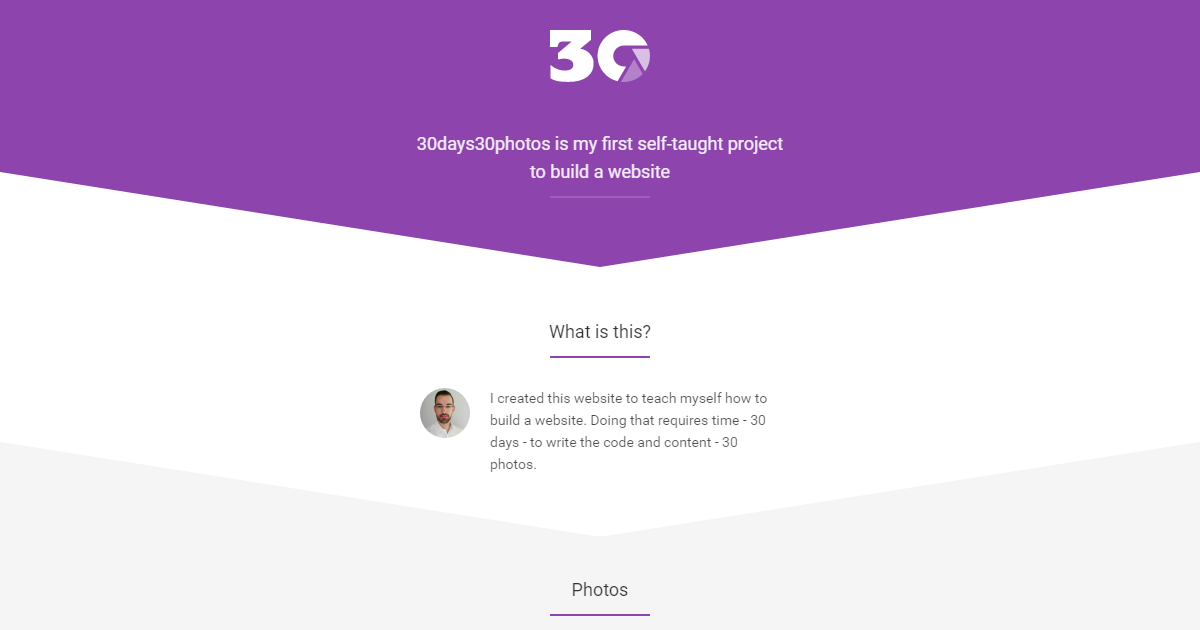 30
30days30photos is my first self-taught project
to build a website
What is this?
I created this website to teach myself how to
build a website. Doing that requires time - 30
days - to write the code and content - 30
photos.
Photos